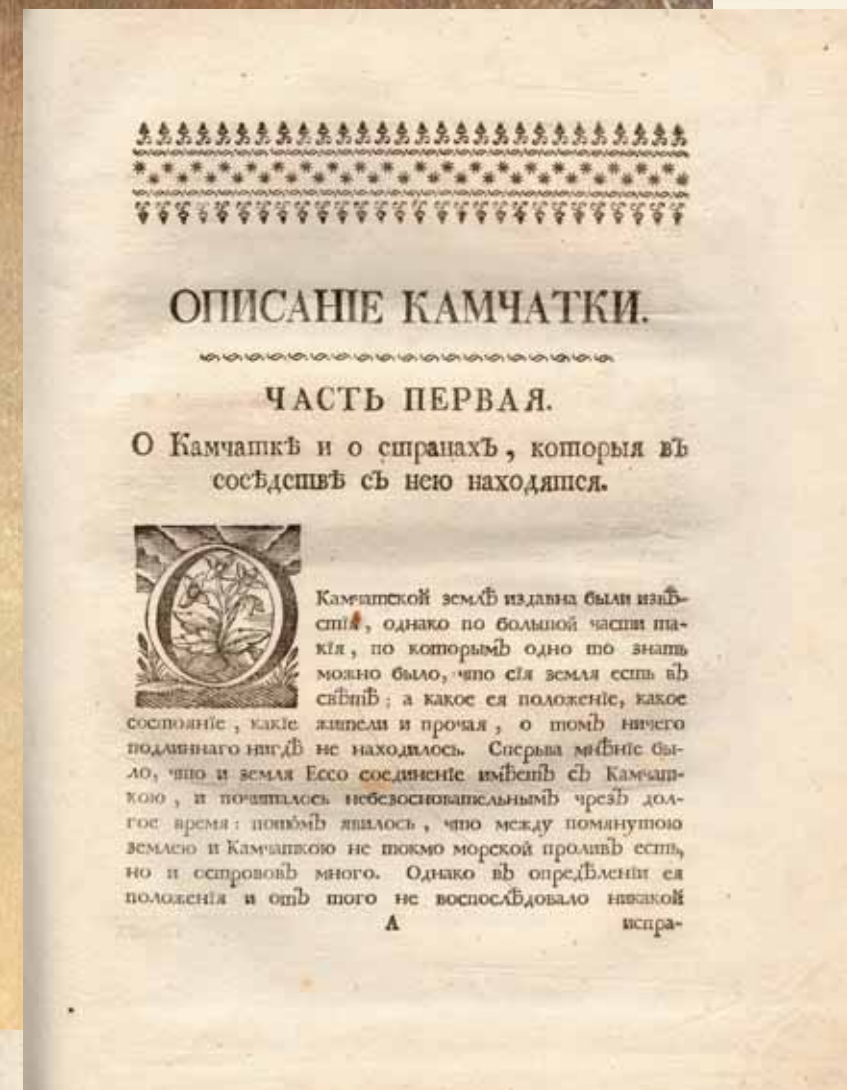 ОПИСАНІЕ КАМЧАТКИ.
ЧАСТЬ ПЕРВАЯ.
О Камчаткѣ и о странахъ, которыя въ
сосѣдствѣ съ нею находятся.
О
Камчатской землѣ издавна были извѣ-
стія, однако по большой части та-
кія, по которымъ одно то знать
можно было, что сія земля есть въ
свѣтѣ; а какое ея положеніе, какое
состояніе, какіе жители и прочая, о томъ ничего
подлиннаго нигдѣ не находилось. Сперьва мнѣніе бы-
ло, что и земля Ессо соединеніе имѣетъ съ Камчат-
кою, и почиталось небезосновательнымъ чрезъ дол-
гое время: потомъ явилось, что между помянутою
землею и Камчаткою не токмо морской проливъ есть,
но и острововъ много. Однако въ опредѣленіи ея
положенія и отъ того не воспослѣдовало никакой
А испра-